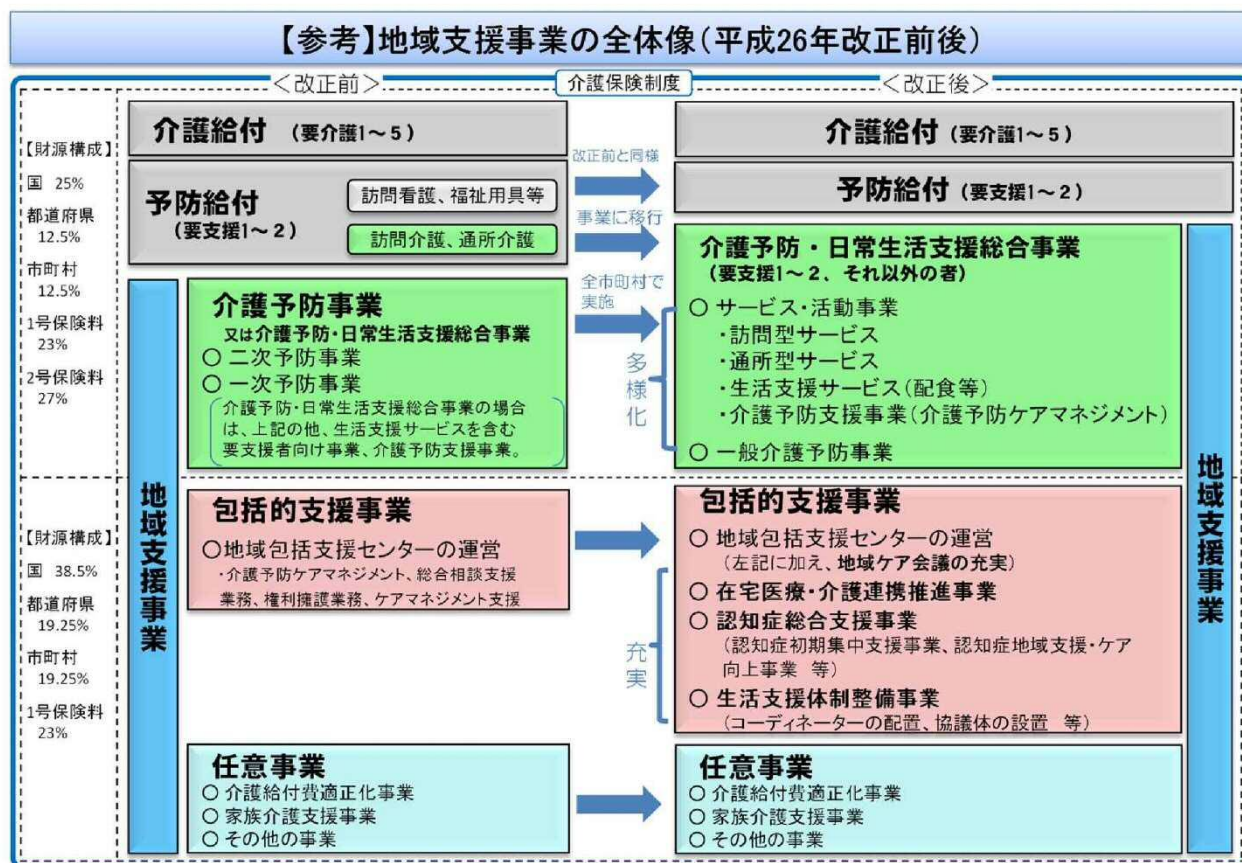 【参考】地域支援事業の全体像(平成26年改正前後)
<改正前>
介護保険制度
<改正後>
【財源構成】
国 25%
都道府県
12.5%
市町村
12.5%
1号保険料
23%
2号保険料
27%
介護給付 (要介護1~5)
予防給付
(要支援1~2)
訪問看護、福祉用具等
訪問介護、通所介護
介護予防事業
又は介護予防・日常生活支援総合事業
○ 二次予防事業
○ 一次予防事業
介護予防・日常生活支援総合事業の場合
は、上記の他、生活支援サービスを含む
要支援者向け事業、介護予防支援事業。
改正前と同様
事業に移行
全市町村で
実施
多様化
介護給付 (要介護1~5)
予防給付 (要支援1~2)
介護予防・日常生活支援総合事業
(要支援1~2、それ以外の者)
○ サービス・活動事業
・訪問型サービス
・通所型サービス
・生活支援サービス(配食等)
・介護予防支援事業(介護予防ケアマネジメント)
○ 一般介護予防事業
【財源構成】
国 38.5%
都道府県
19.25%
市町村
19.25%
1号保険料
23%
地域支援事業
包括的支援事業
○地域包括支援センターの運営
・介護予防ケアマネジメント、総合相談支援
業務、権利擁護業務、ケアマネジメント支援
充実
包括的支援事業
○ 地域包括支援センターの運営
(左記に加え、地域ケア会議の充実)
○ 在宅医療・介護連携推進事業
○ 認知症総合支援事業
(認知症初期集中支援事業、認知症地域支援・ケア
向上事業 等)
○ 生活支援体制整備事業
(コーディネーターの配置、協議体の設置 等)
地域支援事業
任意事業
○ 介護給付費適正化事業
○ 家族介護支援事業
○ その他の事業
任意事業
○ 介護給付費適正化事業
○ 家族介護支援事業
○ その他の事業